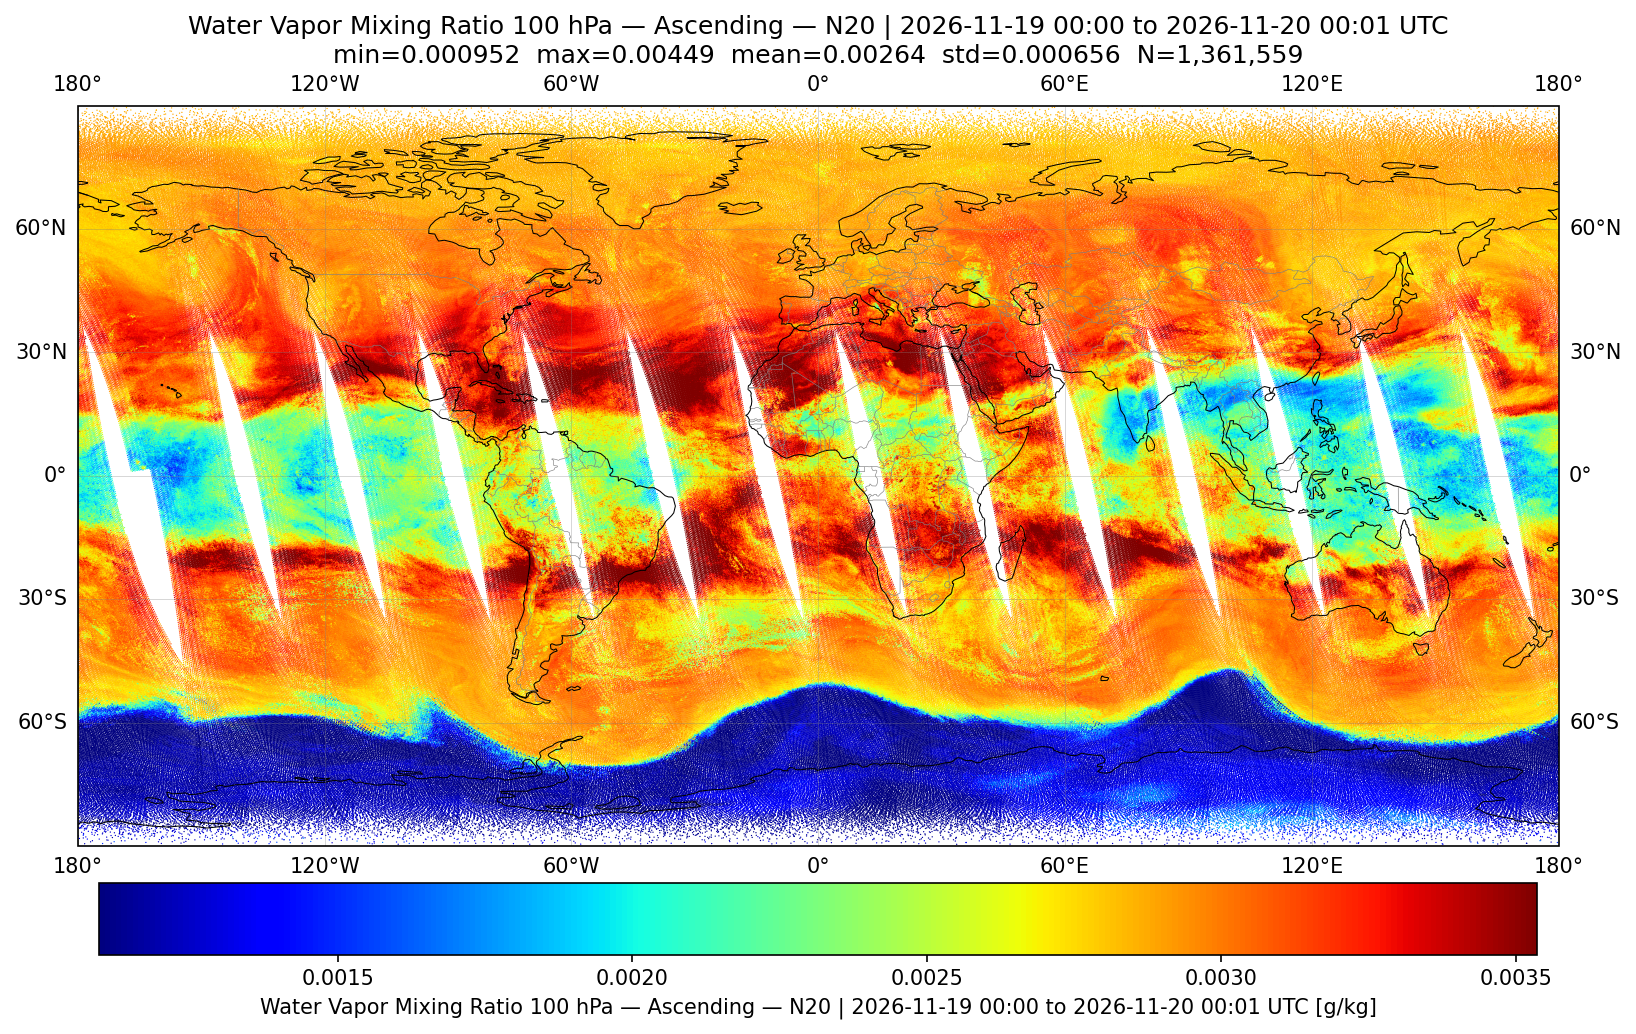 Water Vapor Mixing Ratio 100 hPa — Ascending — N20 | 2026-11-19 00:00 to 2026-11-20 00:01 UTC
min=0.000952 max=0.00449 mean=0.00264 std=0.000656 N=1,361,559
180° 120°W 60°W 0° 60°E 120°E 180°
60°N 60°N
30°N 30°N
0° 0°
30°S 30°S
60°S 60°S
180° 120°W 60°W 0° 60°E 120°E 180°
0.0015 0.0020 0.0025 0.0030 0.0035
Water Vapor Mixing Ratio 100 hPa — Ascending — N20 | 2026-11-19 00:00 to 2026-11-20 00:01 UTC [g/kg]